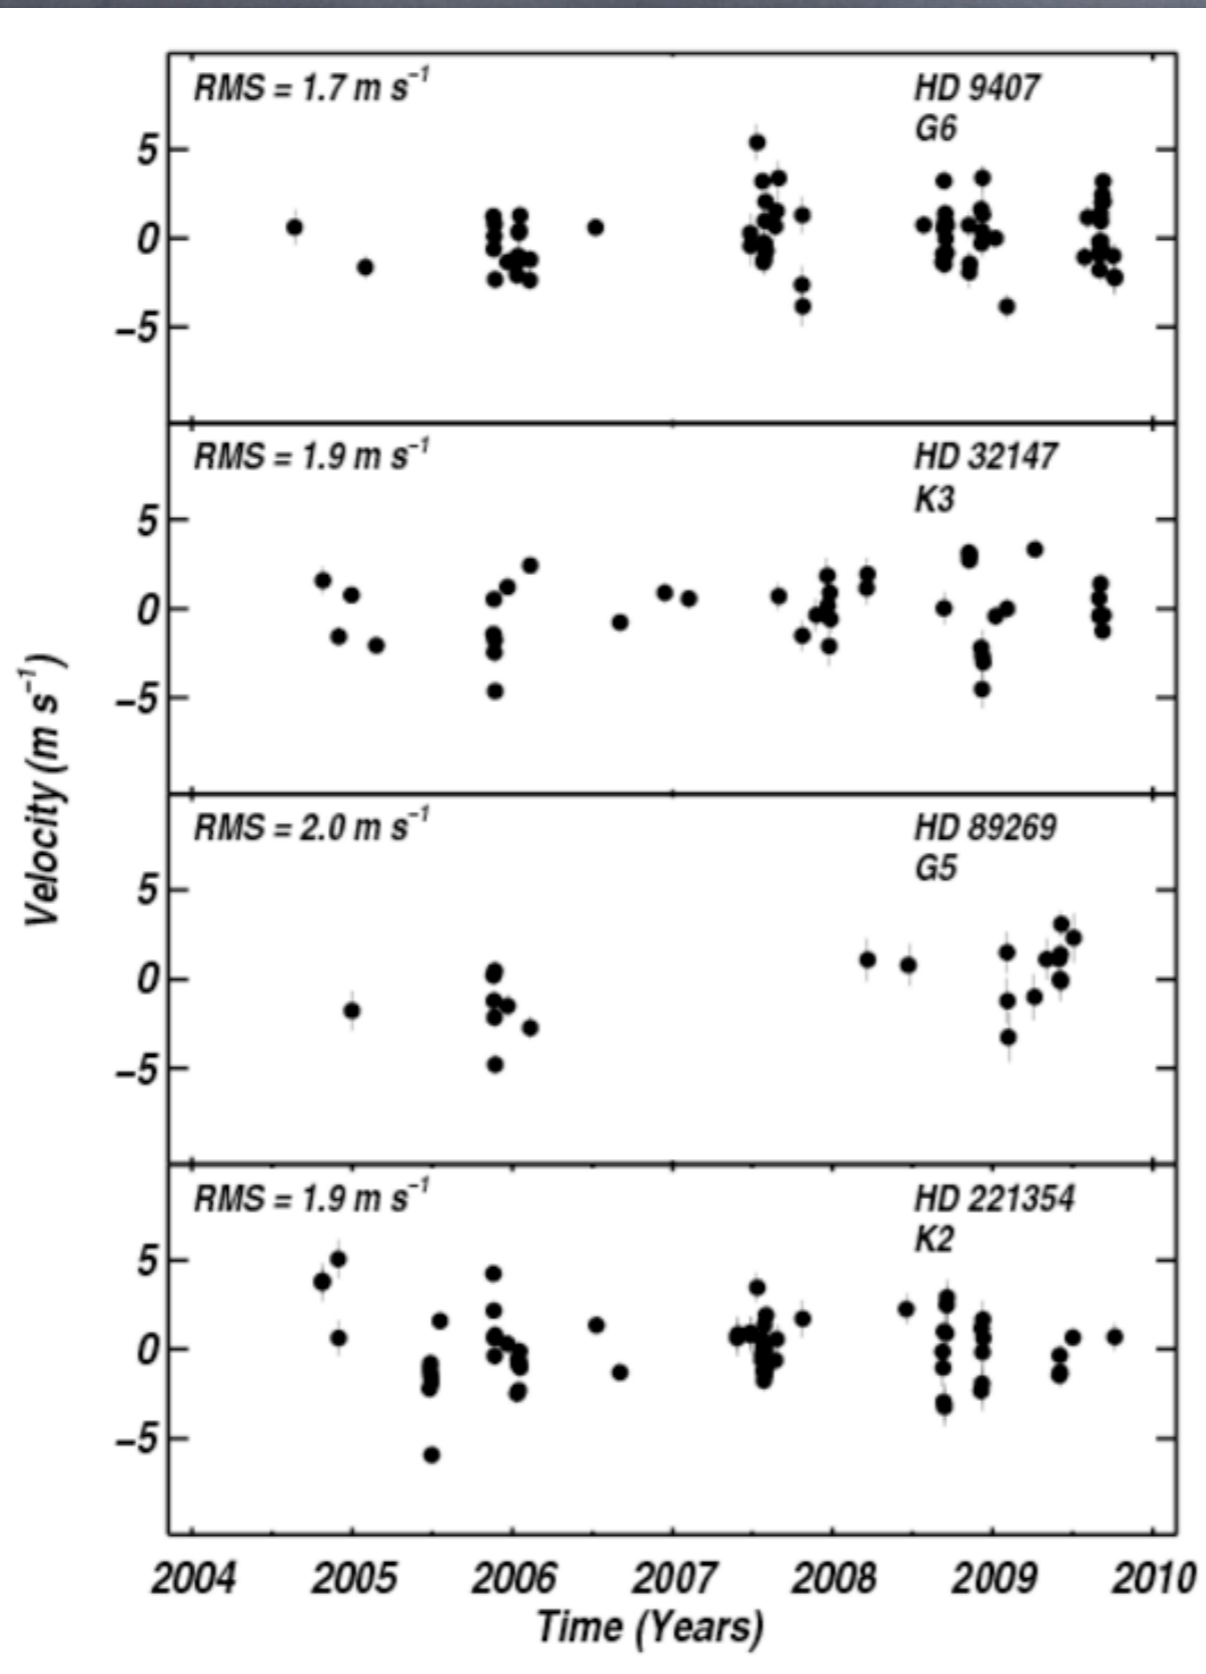 RMS = 1.7 m s⁻¹
HD 9407
G6
5
0
−5
RMS = 1.9 m s⁻¹
HD 32147
K3
5
0
−5
RMS = 2.0 m s⁻¹
HD 89269
G5
5
0
−5
RMS = 1.9 m s⁻¹
HD 221354
K2
5
0
−5
Velocity (m s⁻¹)
2004 2005 2006 2007 2008 2009 2010
Time (Years)